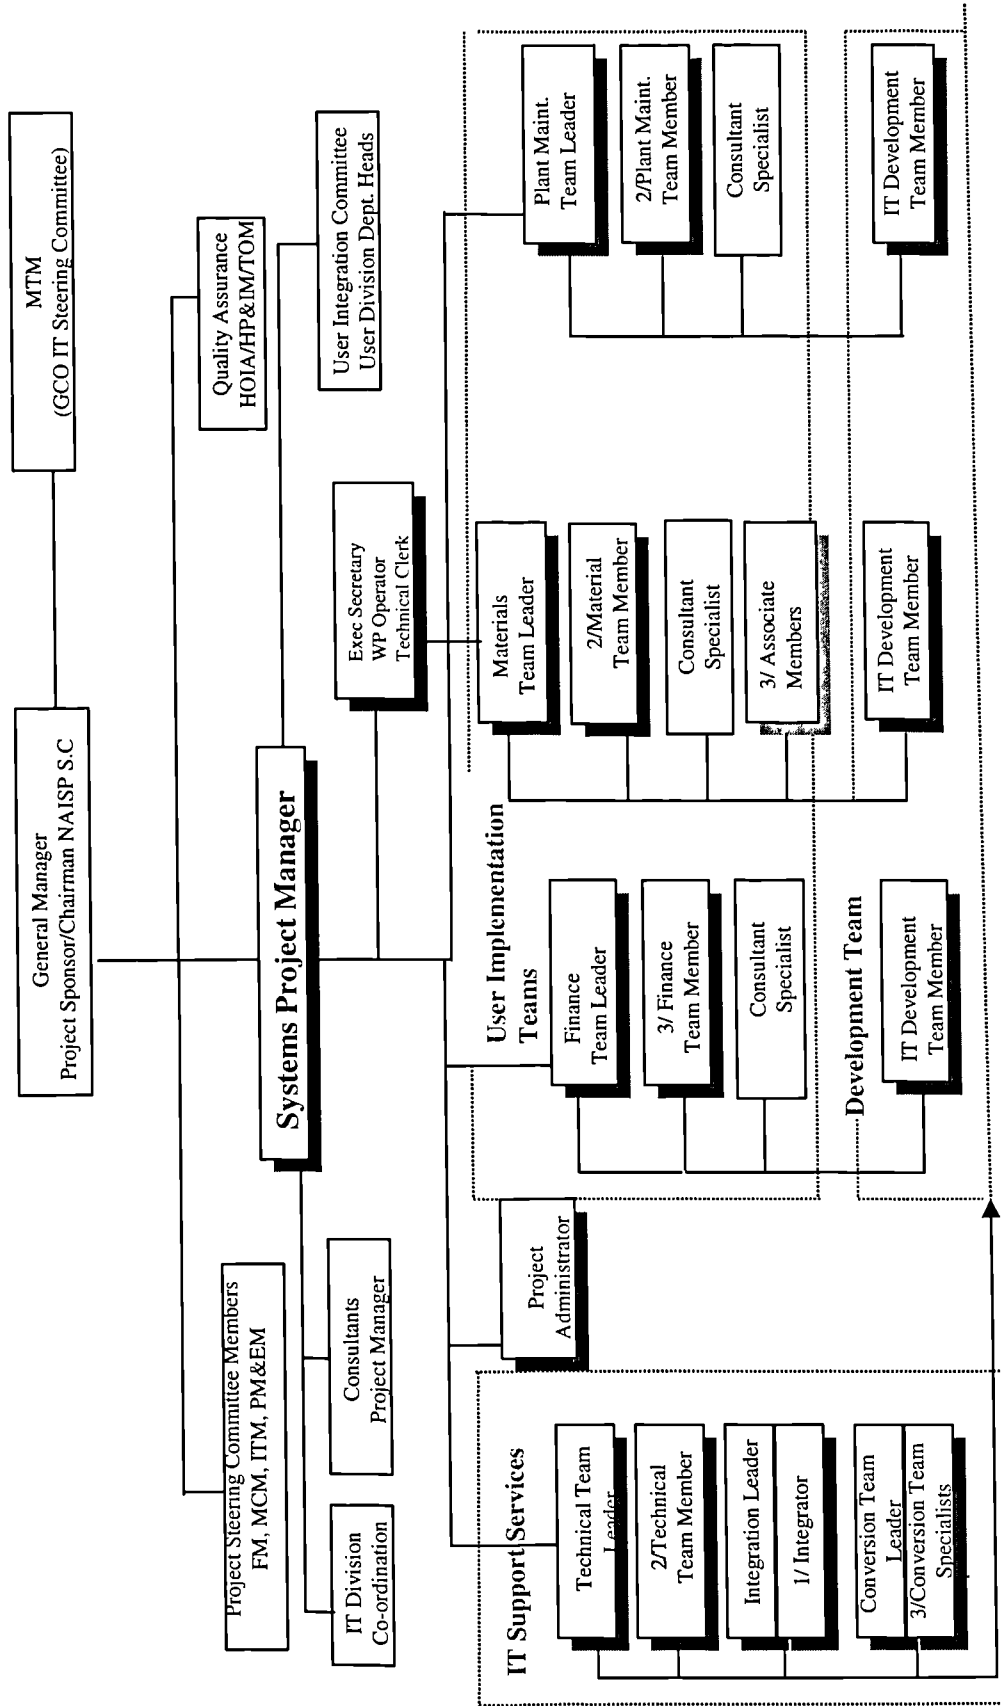 MTM
(GCO IT Steering Committee)
General Manager
Project Sponsor/Chairman NAISP S.C
Project Steering Committee Members
FM, MCM, ITM, PM&EM
Quality Assurance
HOIA/HP&IM/TOM
Systems Project Manager
IT Division
Co-ordination
Consultants
Project Manager
User Integration Committee
User Division Dept. Heads
Exec Secretary
WP Operator
Technical Clerk
IT Support Services
Technical Team
Leader
2/Technical
Team Member
Integration Leader
1/ Integrator
Conversion Team
Leader
3/Conversion Team
Specialists
Project
Administrator
User Implementation
Teams
Finance
Team Leader
3/ Finance
Team Member
Consultant
Specialist
Materials
Team Leader
2/Material
Team Member
Consultant
Specialist
3/ Associate
Members
Plant Maint.
Team Leader
2/Plant Maint.
Team Member
Consultant
Specialist
Development Team
IT Development
Team Member
IT Development
Team Member
IT Development
Team Member